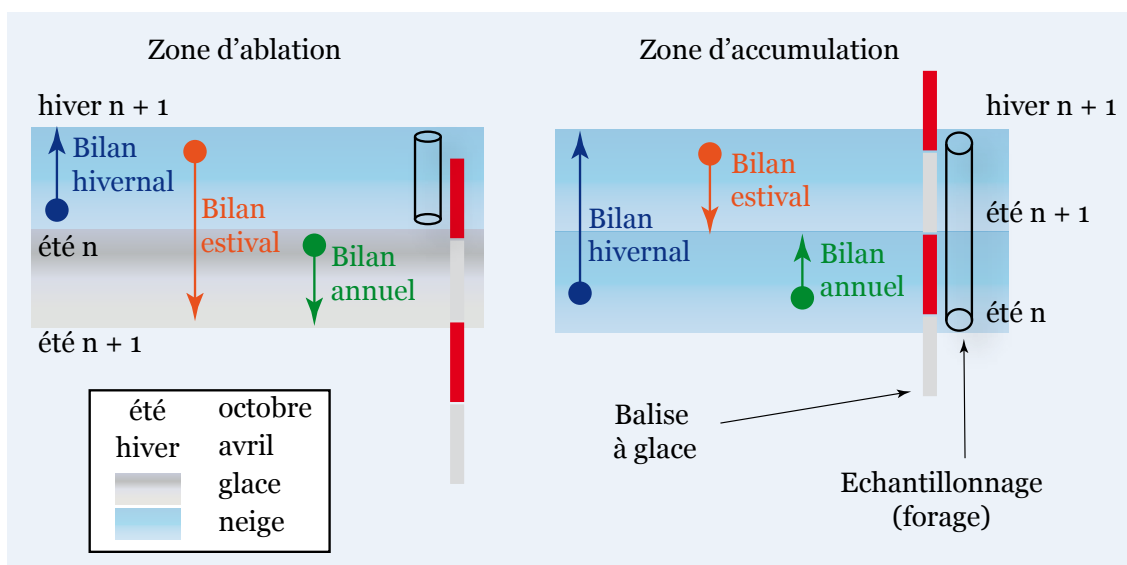 Zone d'ablation
hiver n + 1
Bilan
hivernal
Bilan
estival
été n
Bilan
annuel
été n + 1
été octobre
hiver avril
glace
neige
Zone d'accumulation
hiver n + 1
Bilan
estival
Bilan
hivernal
été n + 1
Bilan
annuel
été n
Balise
à glace
Echantillonnage
(forage)